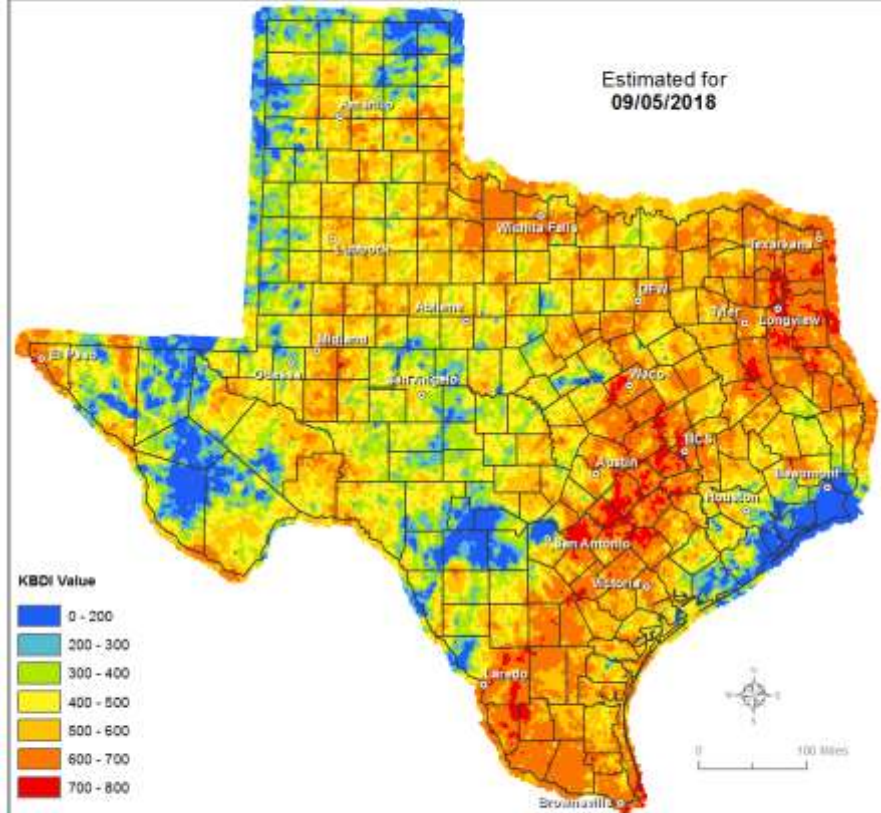 Estimated for
09/05/2018
Amarillo
Wichita Falls
Texarkana
Lubbock
DFW
Abilene
Tyler
Longview
Midland
El Paso
Odessa
San Angelo
Waco
BCS
Austin
Beaumont
Houston
San Antonio
Victoria
KBDI Value
0 - 200
200 - 300
300 - 400
400 - 500
500 - 600
600 - 700
700 - 800
Laredo
0
100 Miles
Brownsville